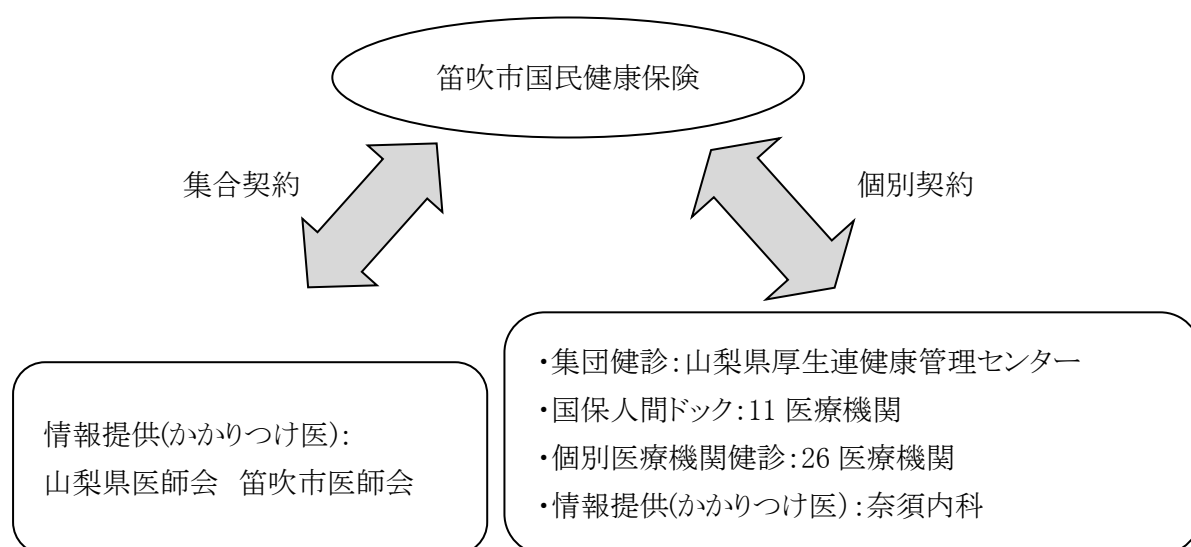 笛吹市国民健康保険
集合契約
個別契約
情報提供(かかりつけ医):
山梨県医師会　笛吹市医師会
・集団健診:山梨県厚生連健康管理センター
・国保人間ドック:11 医療機関
・個別医療機関健診:26 医療機関
・情報提供(かかりつけ医):奈須内科